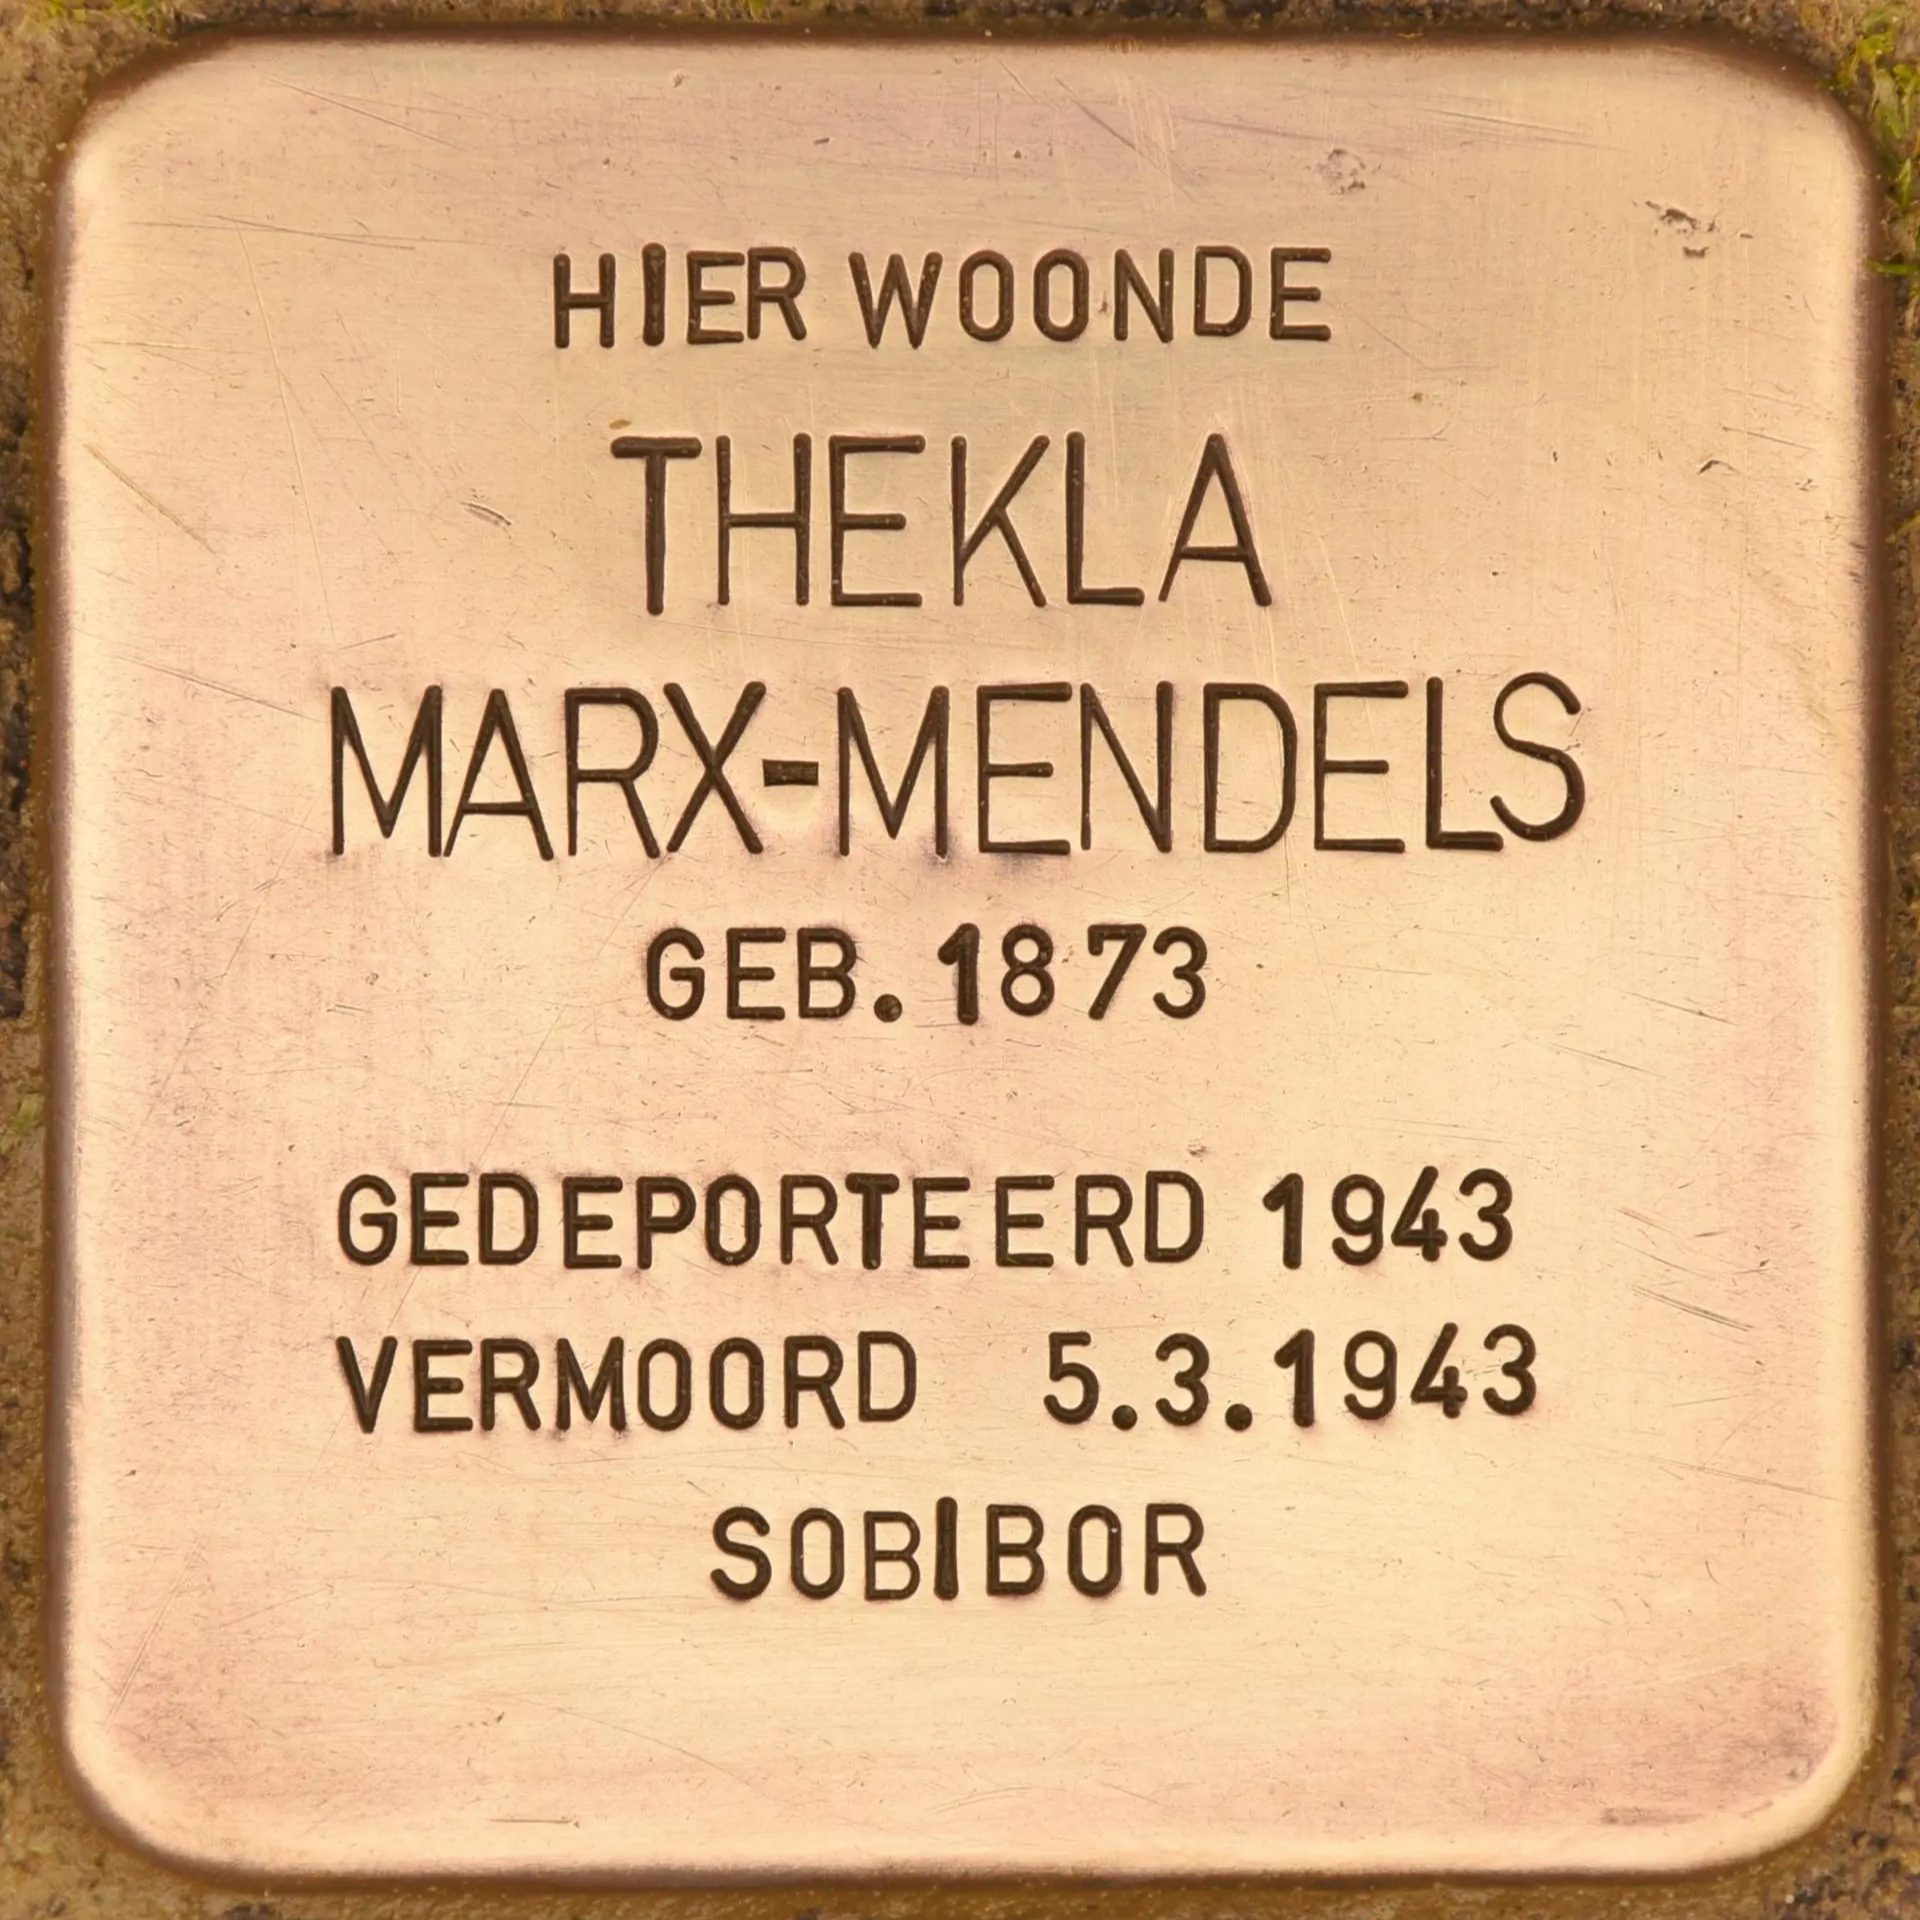 HIER WOONDE
THEKLA
MARX-MENDELS
GEB. 1873
GEDEPORTEERD 1943
VERMOORD 5.3.1943
SOBIBOR